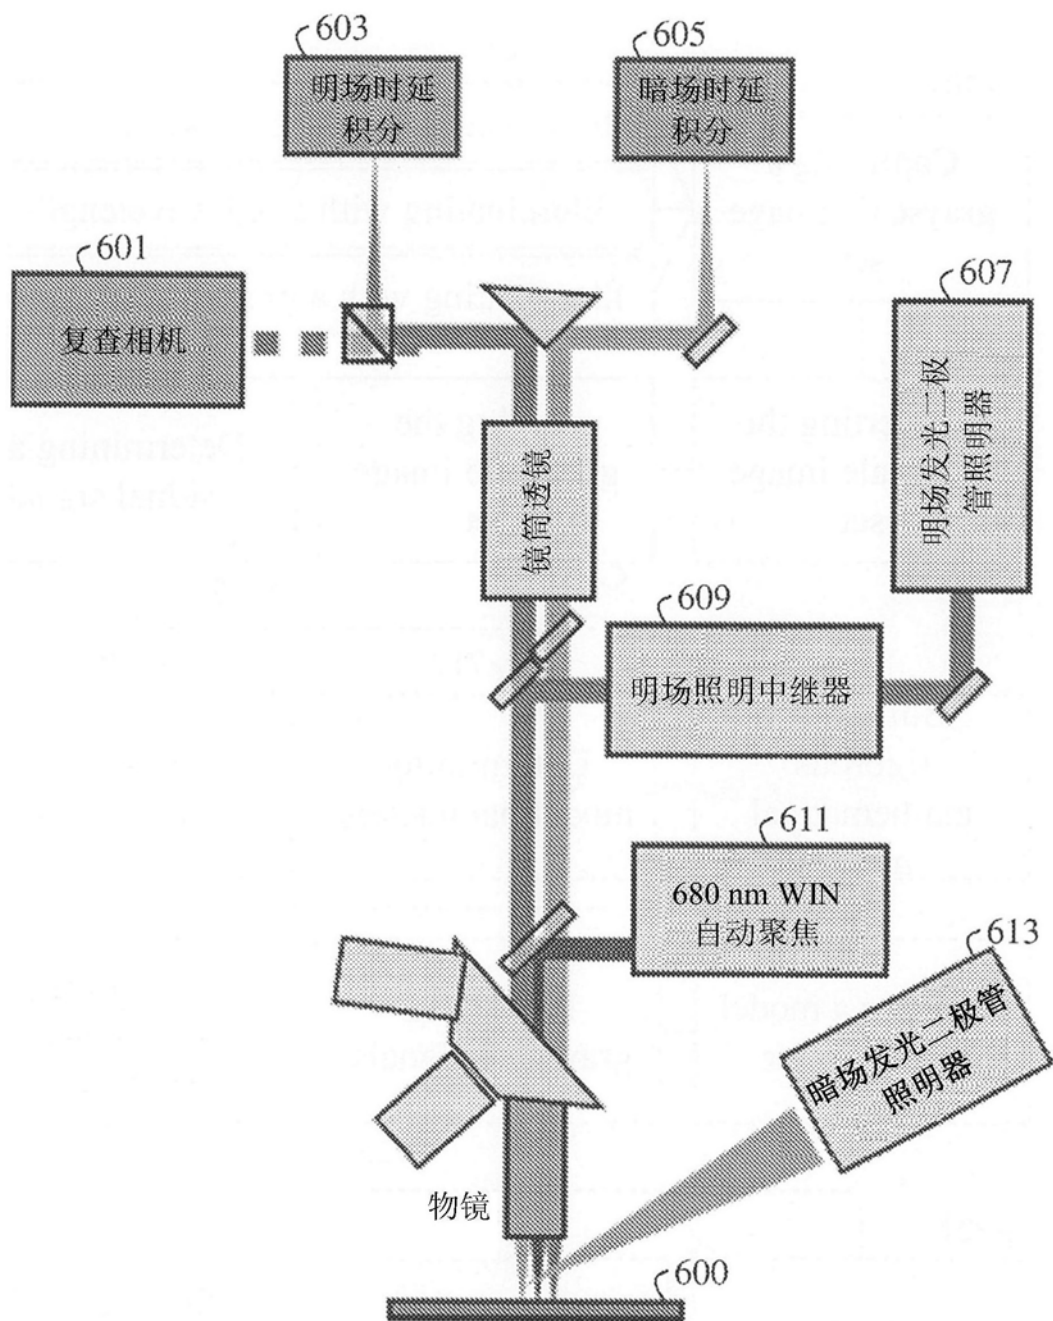 603
605
明场时延
积分
暗场时延
积分
601
复查相机
607
明场发光二极
管照明器
镜筒透镜
609
明场照明中继器
611
680 nm WIN
自动聚焦
613
暗场发光二极管
照明器
物镜
600